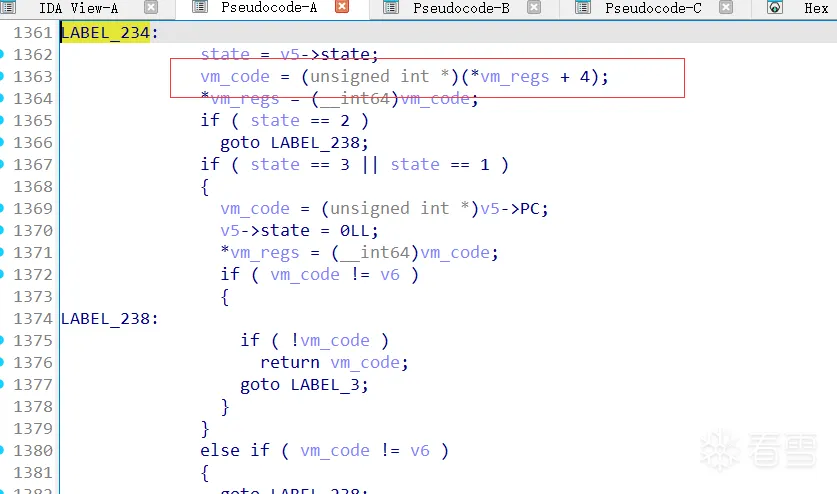 IDA View-A Pseudocode-A Pseudocode-B Pseudocode-C Hex
1361 LABEL_234:
1362 state = v5->state;
1363 vm_code = (unsigned int *)(*vm_regs + 4);
1364 *vm_regs = (__int64)vm_code;
1365 if ( state == 2 )
1366 goto LABEL_238;
1367 if ( state == 3 || state == 1 )
1368 {
1369 vm_code = (unsigned int *)v5->PC;
1370 v5->state = 0LL;
1371 *vm_regs = (__int64)vm_code;
1372 if ( vm_code != v6 )
1373 {
1374 LABEL_238:
1375 if ( !vm_code )
1376 return vm_code;
1377 goto LABEL_3;
1378 }
1379 }
1380 else if ( vm_code != v6 )
1381 {
1382 goto LABEL_238;
看雪